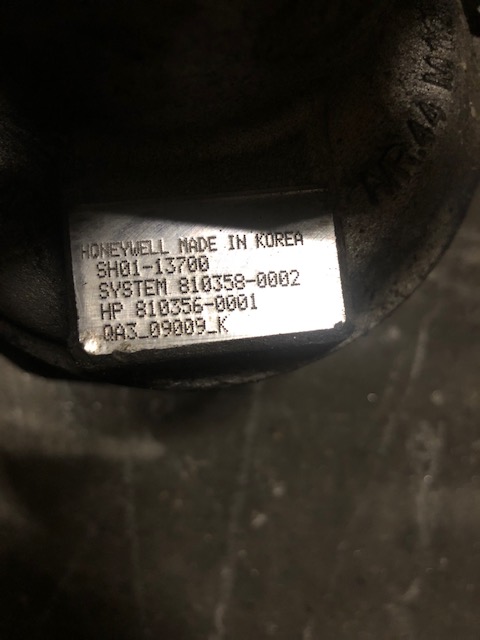 HONEYWELL MADE IN KOREA
SH01-13700
SYSTEM 810358-0002
HP 810356-0001
QA3_09009_K